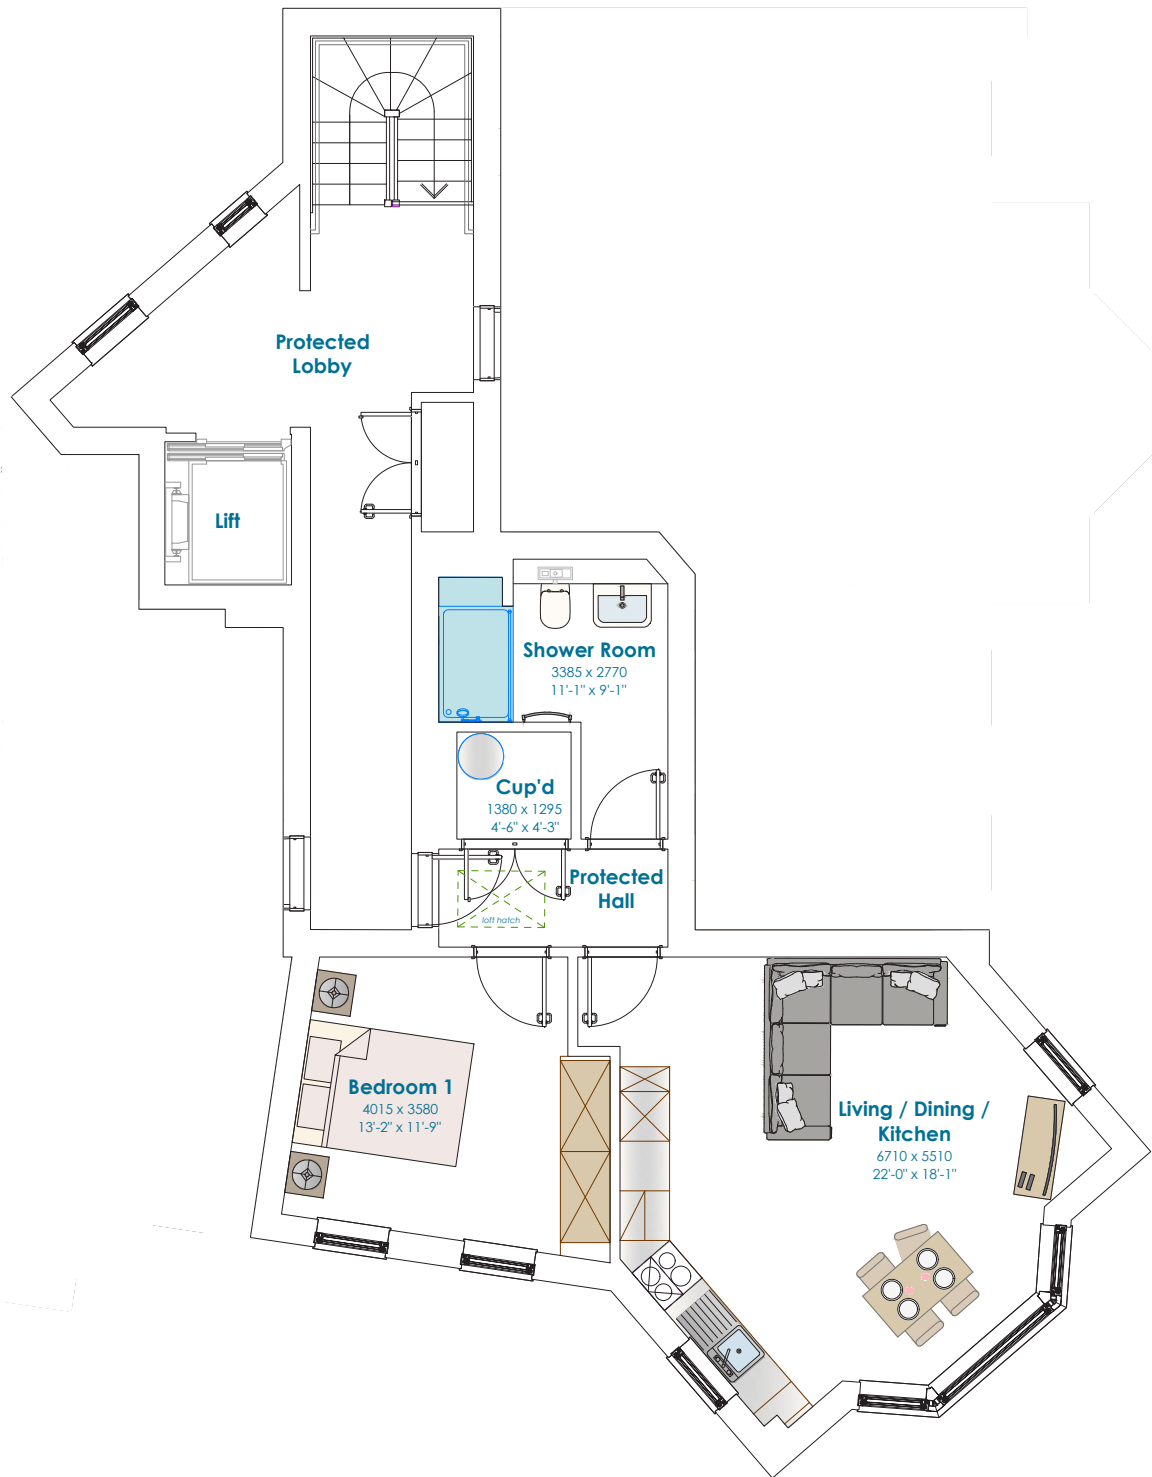 Protected
Lobby
Lift
Shower Room
3385 x 2770
11'-1" x 9'-1"
Cup'd
1380 x 1295
4'-6" x 4'-3"
Protected
Hall
loft hatch
Bedroom 1
4015 x 3580
13'-2" x 11'-9"
Living / Dining /
Kitchen
6710 x 5510
22'-0" x 18'-1"